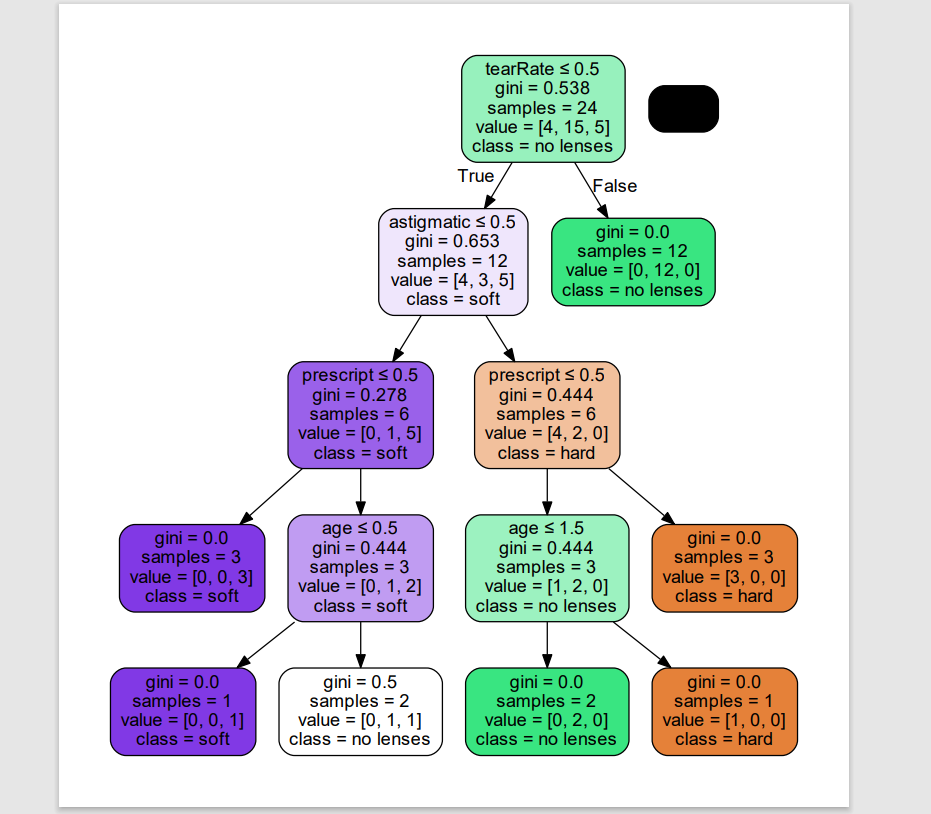 tearRate ≤ 0.5
gini = 0.538
samples = 24
value = [4, 15, 5]
class = no lenses
True
False
astigmatic ≤ 0.5
gini = 0.653
samples = 12
value = [4, 3, 5]
class = soft
gini = 0.0
samples = 12
value = [0, 12, 0]
class = no lenses
prescript ≤ 0.5
gini = 0.278
samples = 6
value = [0, 1, 5]
class = soft
prescript ≤ 0.5
gini = 0.444
samples = 6
value = [4, 2, 0]
class = hard
gini = 0.0
samples = 3
value = [0, 0, 3]
class = soft
age ≤ 0.5
gini = 0.444
samples = 3
value = [0, 1, 2]
class = soft
age ≤ 1.5
gini = 0.444
samples = 3
value = [1, 2, 0]
class = no lenses
gini = 0.0
samples = 3
value = [3, 0, 0]
class = hard
gini = 0.0
samples = 1
value = [0, 0, 1]
class = soft
gini = 0.5
samples = 2
value = [0, 1, 1]
class = no lenses
gini = 0.0
samples = 2
value = [0, 2, 0]
class = no lenses
gini = 0.0
samples = 1
value = [1, 0, 0]
class = hard